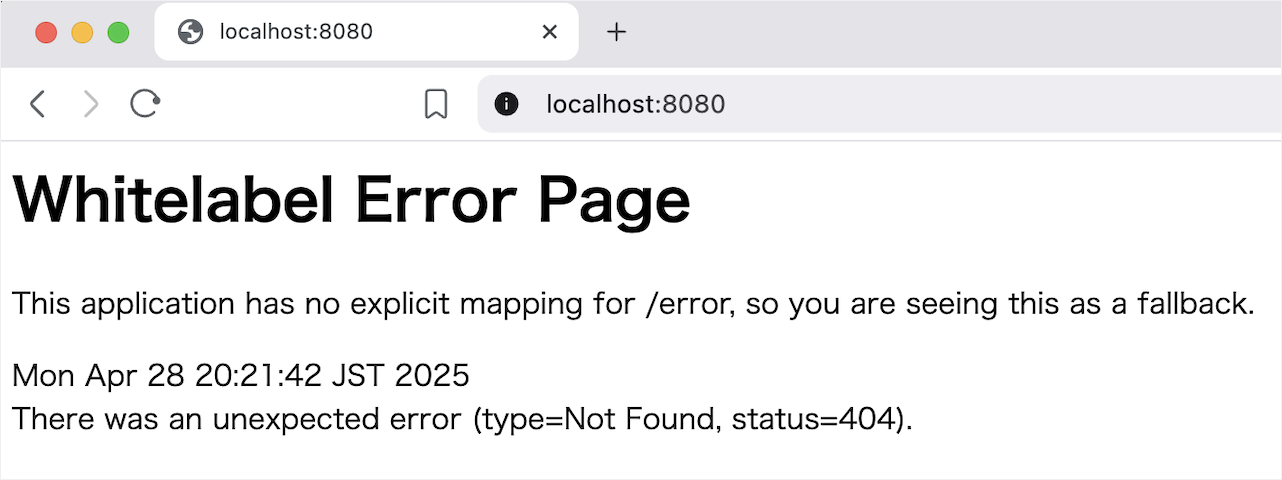 localhost:8080
localhost:8080
Whitelabel Error Page
This application has no explicit mapping for /error, so you are seeing this as a fallback.
Mon Apr 28 20:21:42 JST 2025
There was an unexpected error (type=Not Found, status=404).